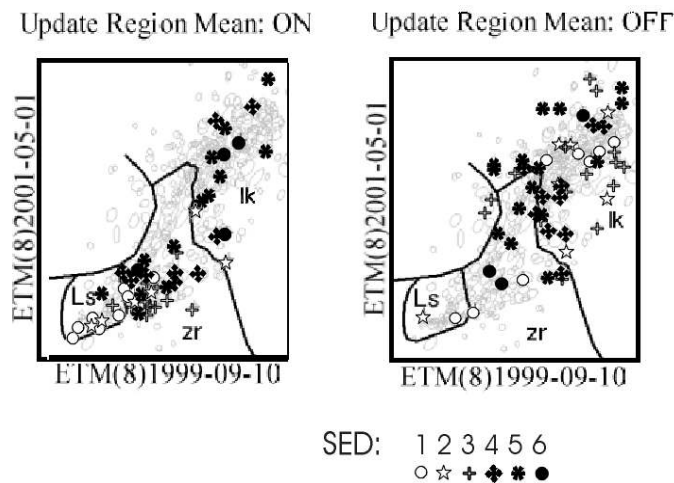 Update Region Mean: ON
Update Region Mean: OFF
ETM(8)2001-05-01
lk
Ls
zr
ETM(8)1999-09-10
ETM(8)2001-05-01
lk
Ls
zr
ETM(8)1999-09-10
SED: 1 2 3 4 5 6